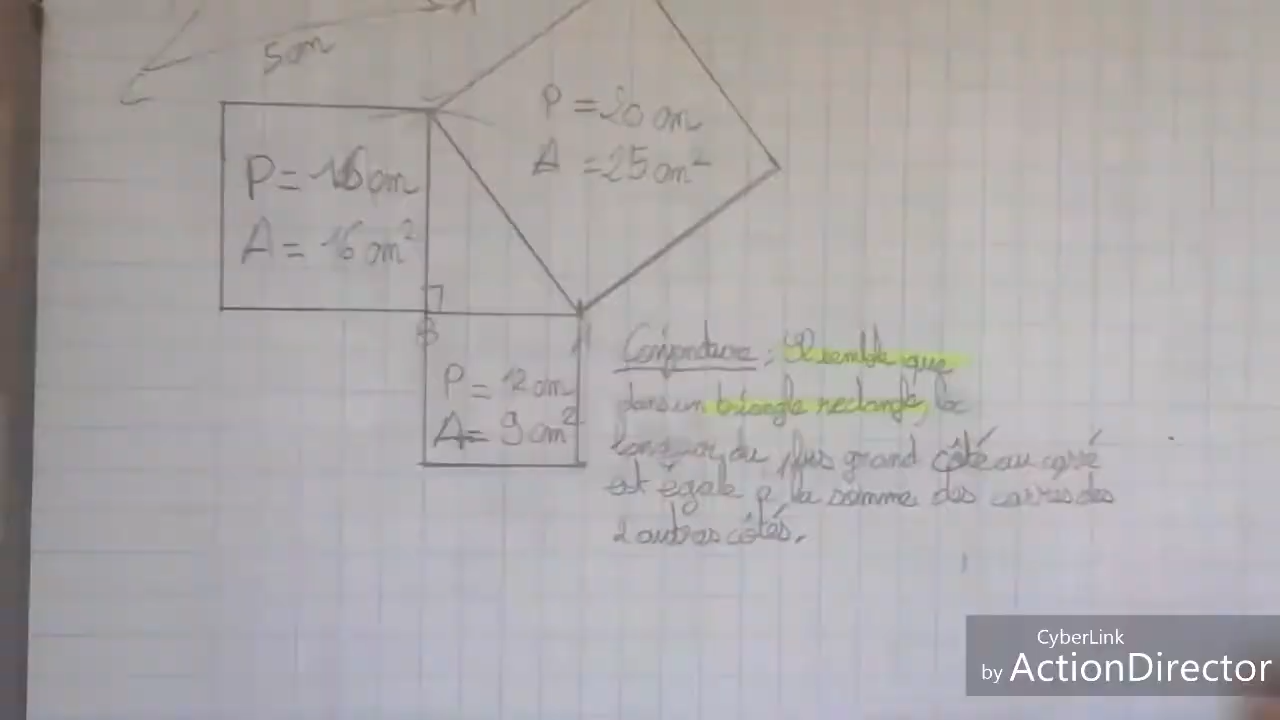 5cm
P = 20 cm
A = 25 cm²
P = 16 cm
A = 16 cm²
B
P = 12 cm
A = 9 cm²
Conjecture : Il semble que
dans un triangle rectangle, la
longueur du plus grand côté au carré
est égale a la somme des carrés des
2 autres côtés.
CyberLink
by ActionDirector